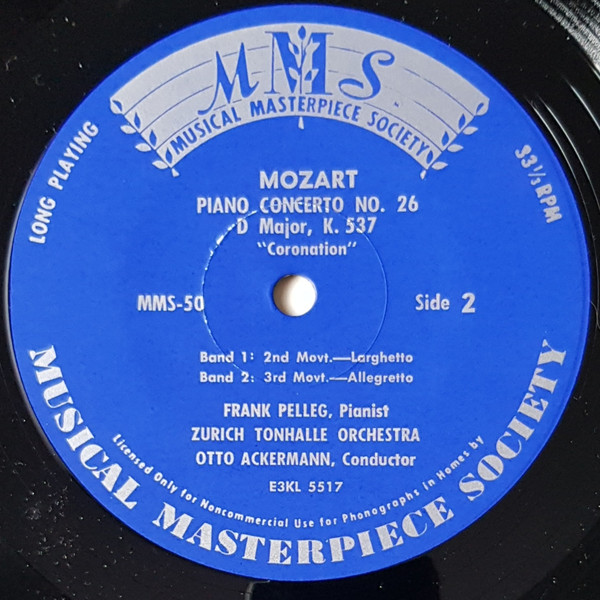 MMS.
MUSICAL MASTERPIECE SOCIETY
LONG PLAYING
33⅓ RPM
MOZART
PIANO CONCERTO NO. 26
D Major, K. 537
"Coronation"
MMS-50
Side 2
Band 1: 2nd Movt.—Larghetto
Band 2: 3rd Movt.—Allegretto
FRANK PELLEG, Pianist
ZURICH TONHALLE ORCHESTRA
OTTO ACKERMANN, Conductor
E3KL 5517
Licensed Only for Noncommercial Use for Phonographs in Homes by
MUSICAL MASTERPIECE SOCIETY